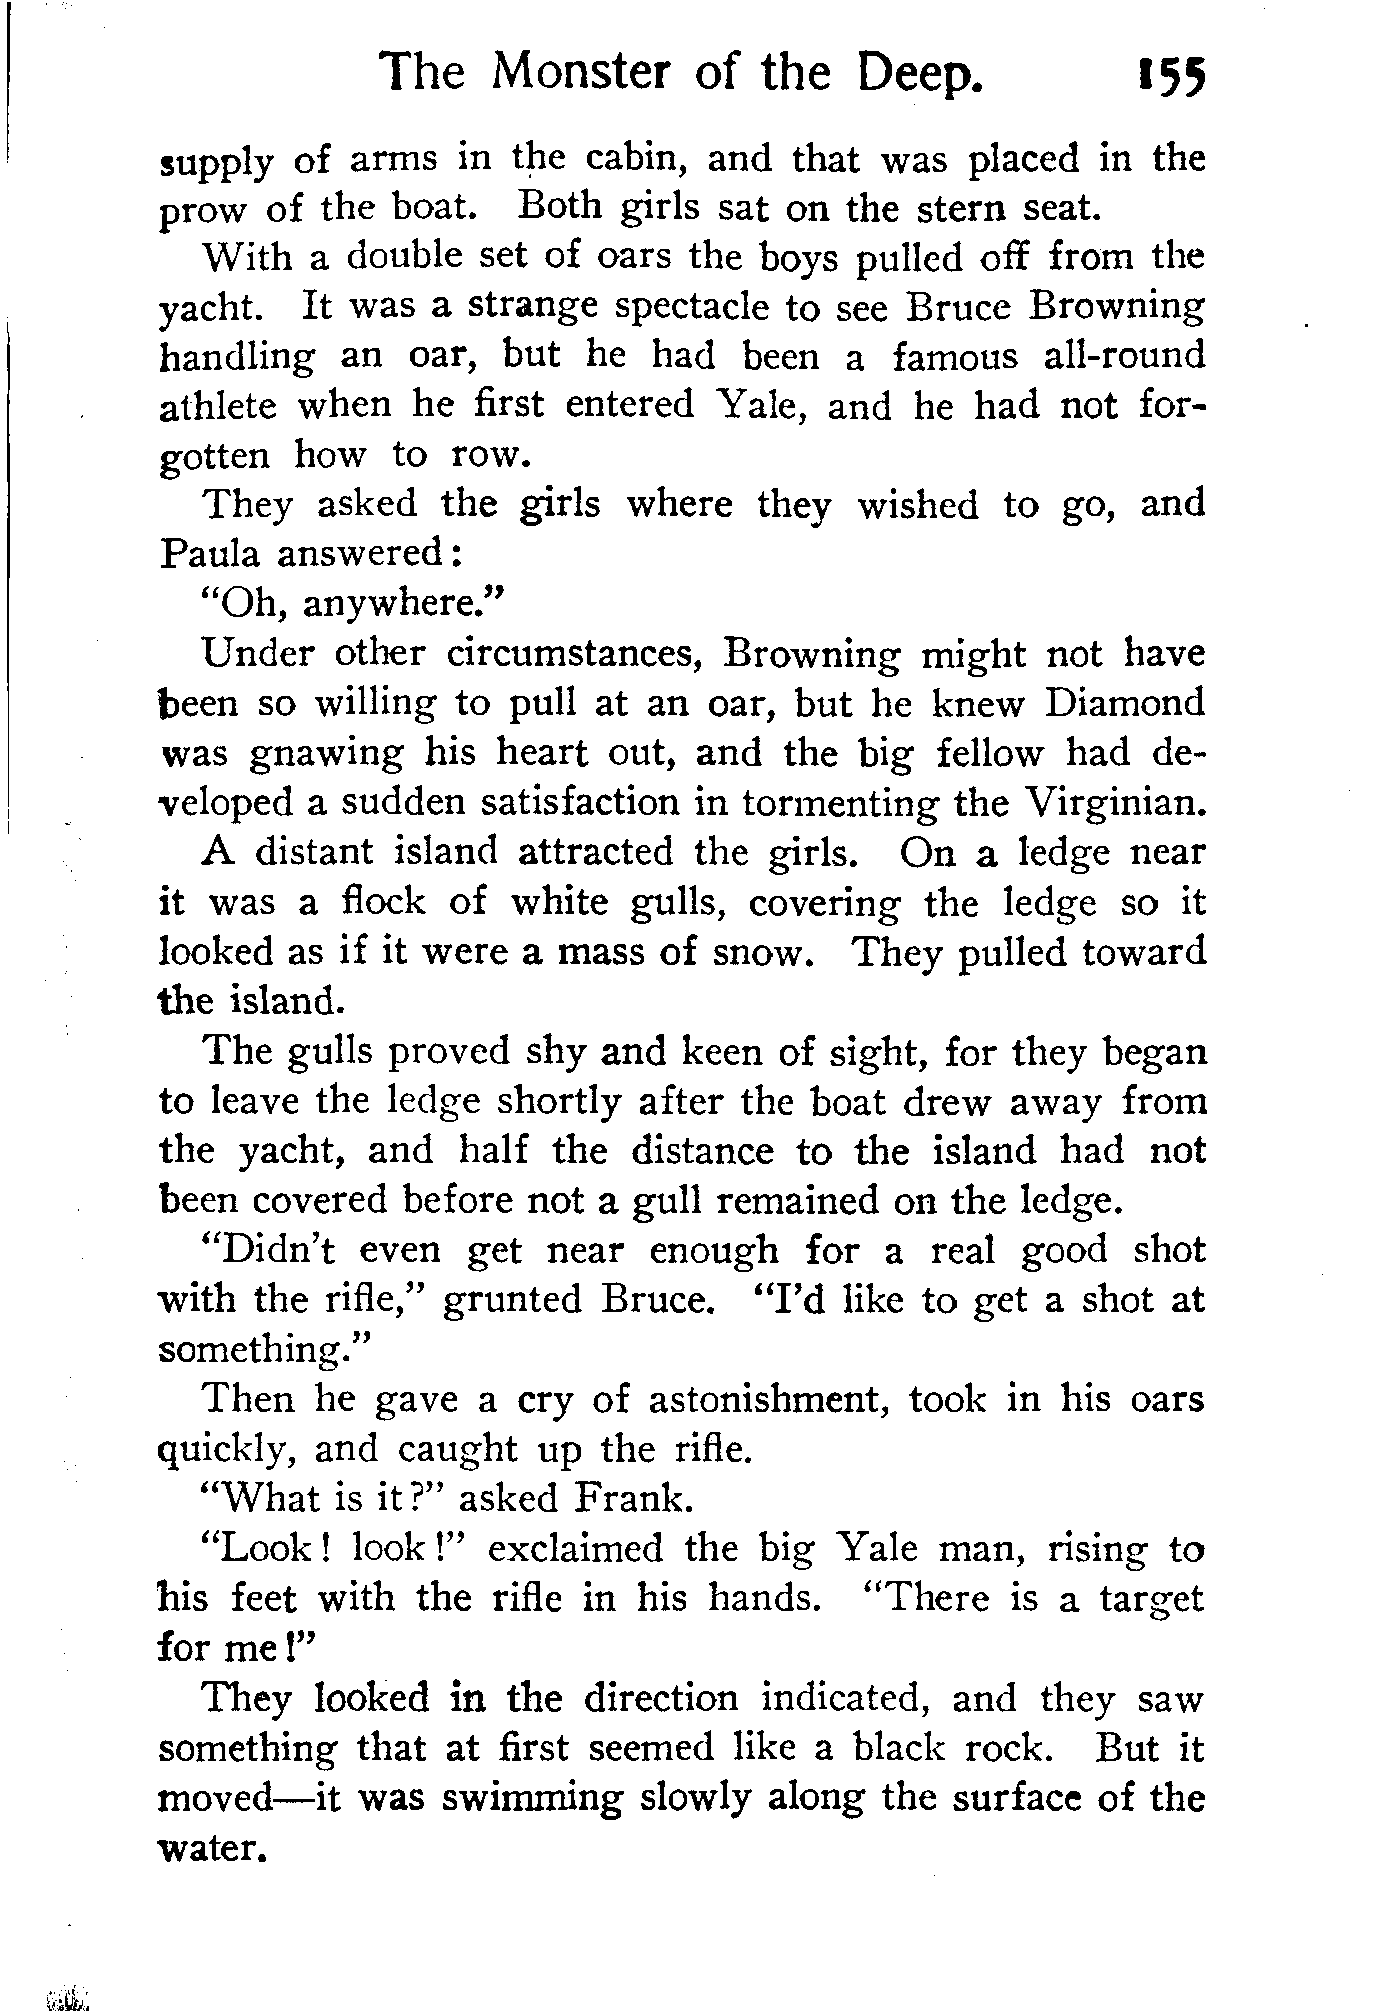 The Monster of the Deep. 155
supply of arms in the cabin, and that was placed in the
prow of the boat. Both girls sat on the stern seat.
With a double set of oars the boys pulled off from the
yacht. It was a strange spectacle to see Bruce Browning
handling an oar, but he had been a famous all-round
athlete when he first entered Yale, and he had not for-
gotten how to row.
They asked the girls where they wished to go, and
Paula answered:
“Oh, anywhere.”
Under other circumstances, Browning might not have
been so willing to pull at an oar, but he knew Diamond
was gnawing his heart out, and the big fellow had de-
veloped a sudden satisfaction in tormenting the Virginian.
A distant island attracted the girls. On a ledge near
it was a flock of white gulls, covering the ledge so it
looked as if it were a mass of snow. They pulled toward
the island.
The gulls proved shy and keen of sight, for they began
to leave the ledge shortly after the boat drew away from
the yacht, and half the distance to the island had not
been covered before not a gull remained on the ledge.
“Didn’t even get near enough for a real good shot
with the rifle,” grunted Bruce. “I’d like to get a shot at
something.”
Then he gave a cry of astonishment, took in his oars
quickly, and caught up the rifle.
“What is it?” asked Frank.
“Look! look!” exclaimed the big Yale man, rising to
his feet with the rifle in his hands. “There is a target
for me!”
They looked in the direction indicated, and they saw
something that at first seemed like a black rock. But it
moved—it was swimming slowly along the surface of the
water.